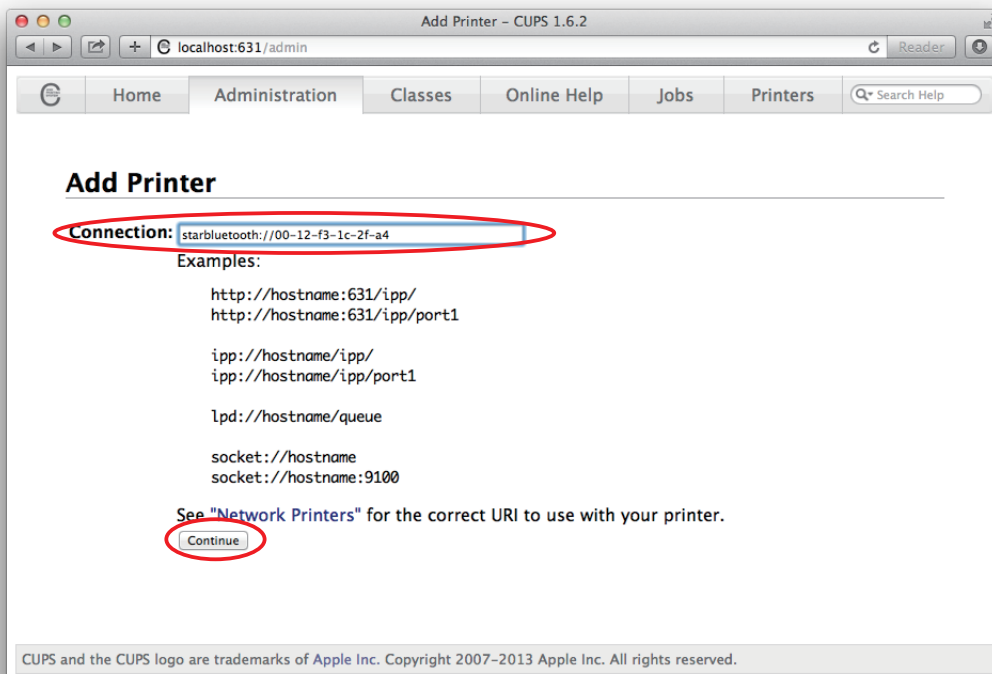 Add Printer – CUPS 1.6.2
localhost:631/admin
Reader
Home Administration Classes Online Help Jobs Printers Search Help
Add Printer
Connection: starbluetooth://00-12-f3-1c-2f-a4
Examples:
http://hostname:631/ipp/
http://hostname:631/ipp/port1
ipp://hostname/ipp/
ipp://hostname/ipp/port1
lpd://hostname/queue
socket://hostname
socket://hostname:9100
See "Network Printers" for the correct URI to use with your printer.
Continue
CUPS and the CUPS logo are trademarks of Apple Inc. Copyright 2007-2013 Apple Inc. All rights reserved.